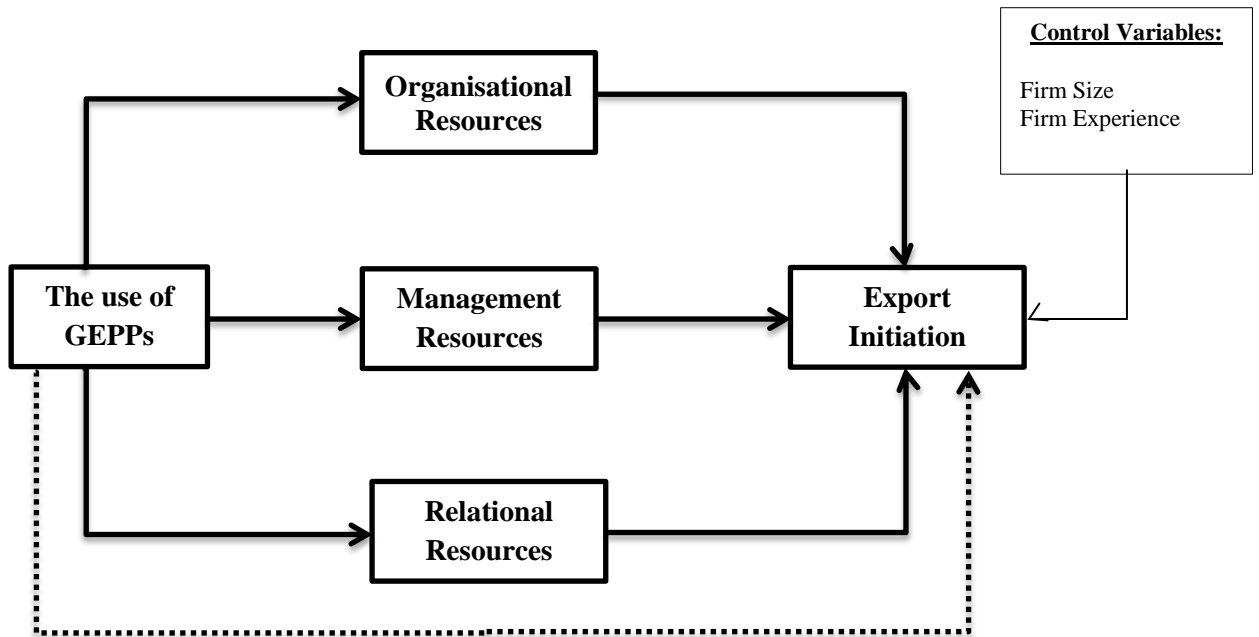 Control Variables:
Firm Size
Firm Experience
Organisational
Resources
The use of
GEPPs
Management
Resources
Export
Initiation
Relational
Resources